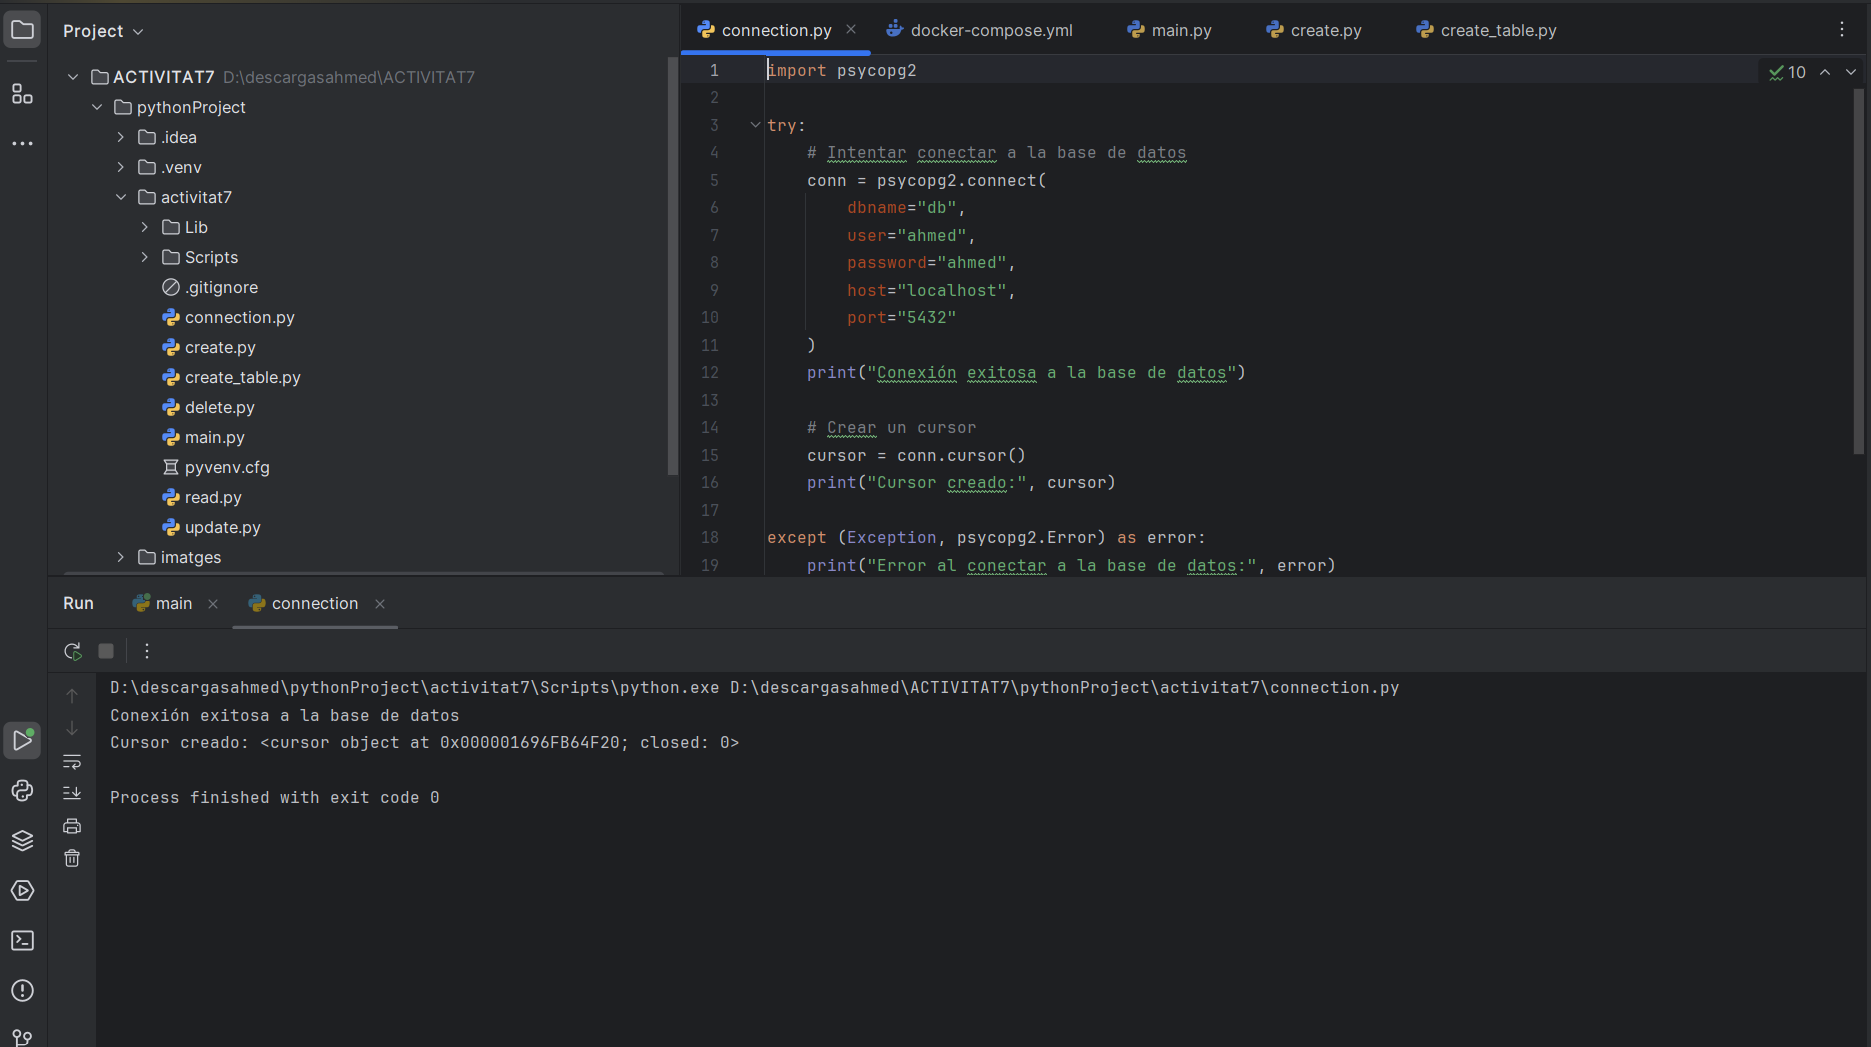 Project
ACTIVITAT7 D:\descargasahmed\ACTIVITAT7
pythonProject
.idea
.venv
activitat7
Lib
Scripts
.gitignore
connection.py
create.py
create_table.py
delete.py
main.py
pyvenv.cfg
read.py
update.py
imatges
connection.py docker-compose.yml main.py create.py create_table.py
10
1 import psycopg2
2
3 try:
4 # Intentar conectar a la base de datos
5 conn = psycopg2.connect(
6 dbname="db",
7 user="ahmed",
8 password="ahmed",
9 host="localhost",
10 port="5432"
11 )
12 print("Conexión exitosa a la base de datos")
13
14 # Crear un cursor
15 cursor = conn.cursor()
16 print("Cursor creado:", cursor)
17
18 except (Exception, psycopg2.Error) as error:
19 print("Error al conectar a la base de datos:", error)
Run main connection
D:\descargasahmed\pythonProject\activitat7\Scripts\python.exe D:\descargasahmed\ACTIVITAT7\pythonProject\activitat7\connection.py
Conexión exitosa a la base de datos
Cursor creado: <cursor object at 0x000001696FB64F20; closed: 0>
Process finished with exit code 0